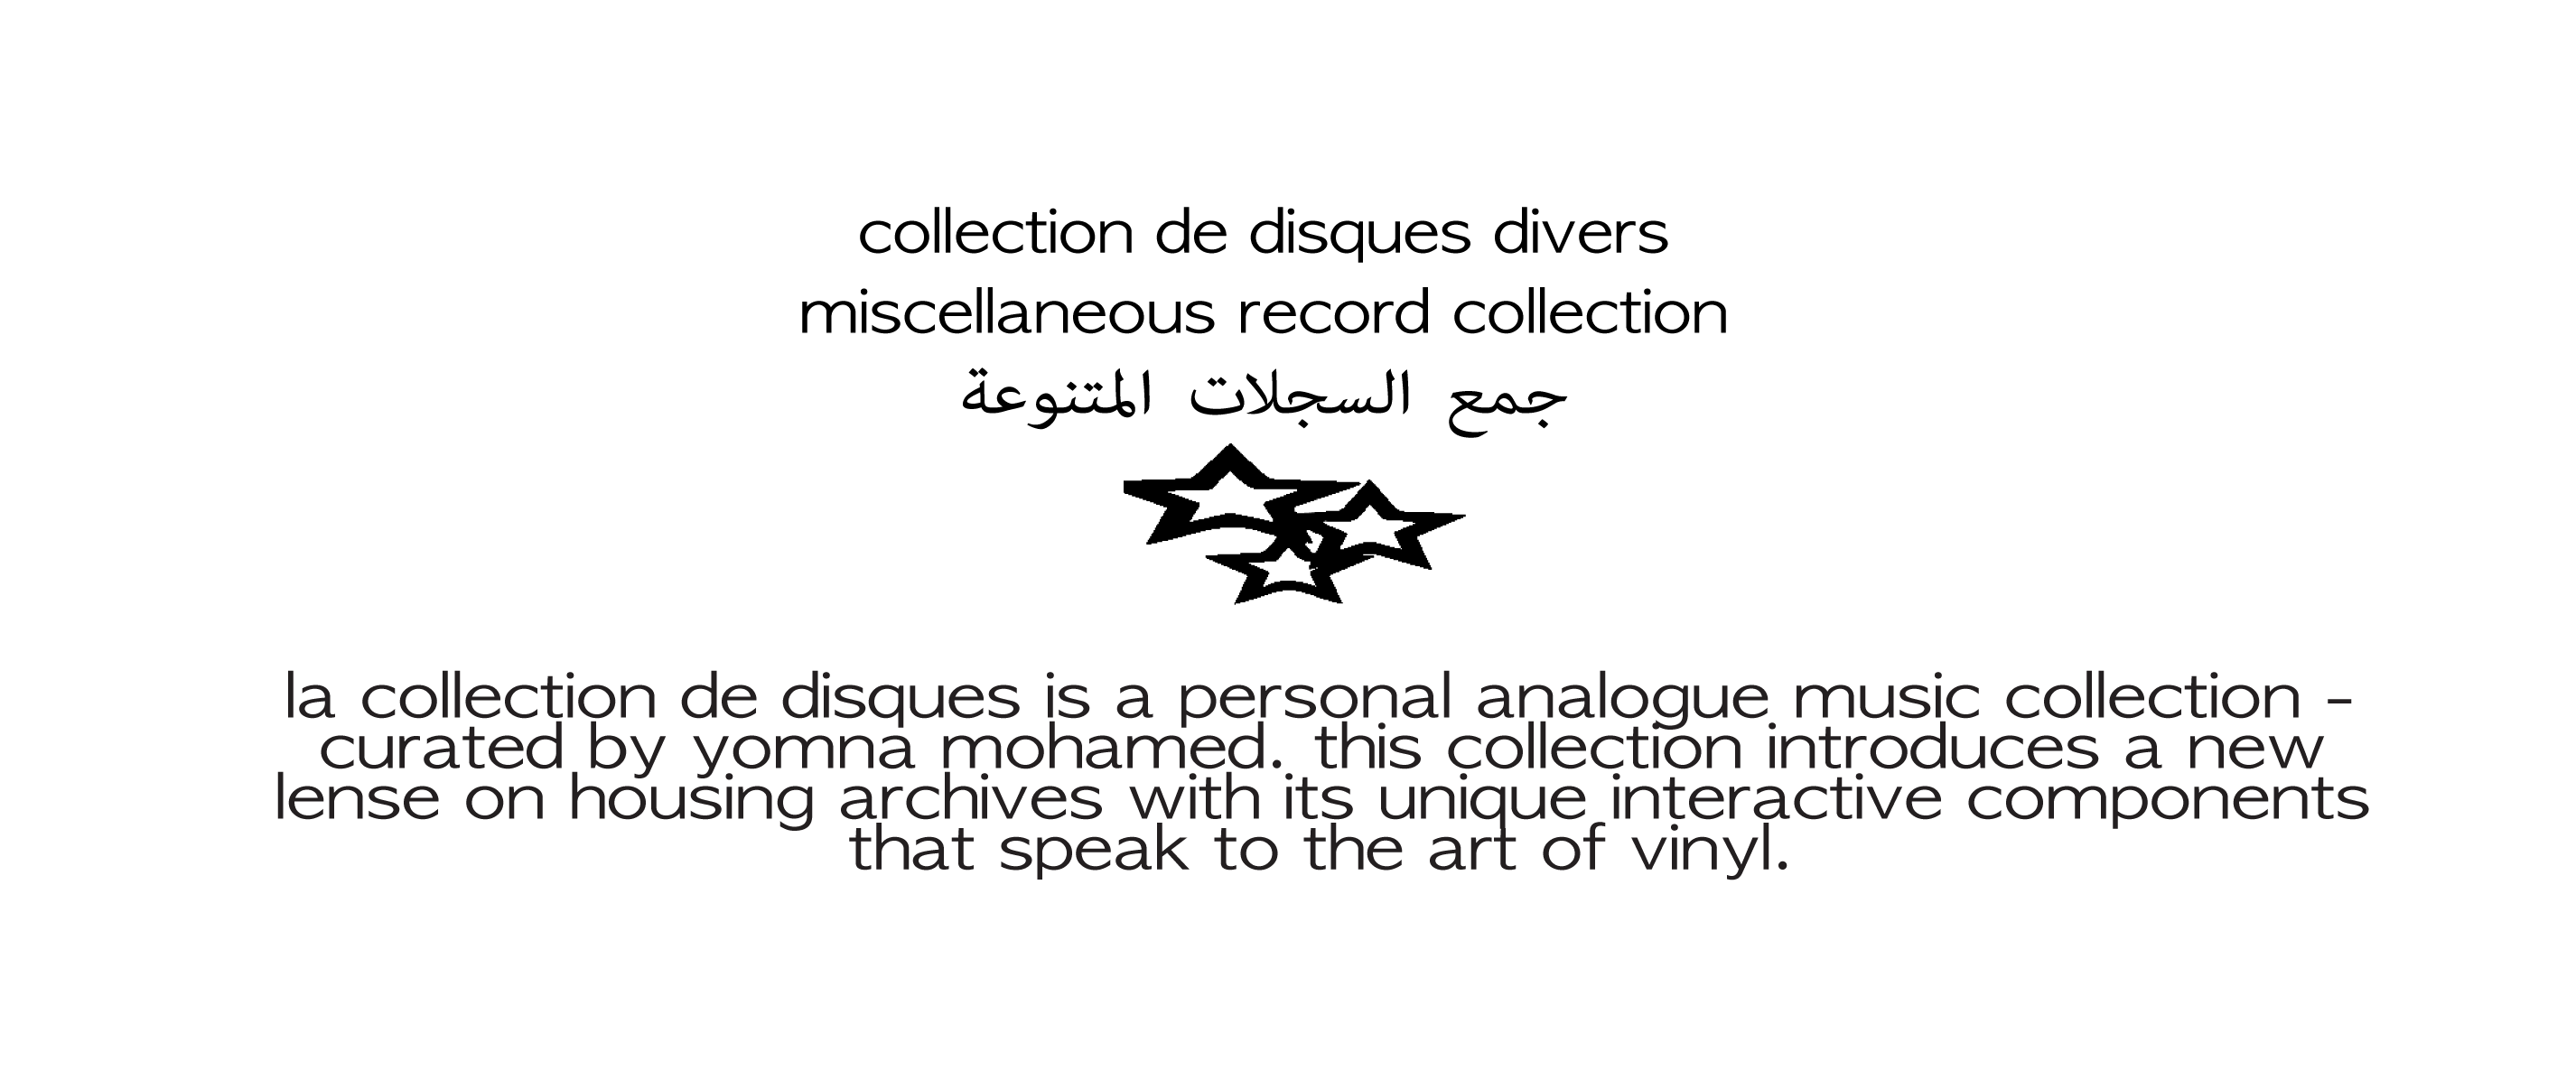 collection de disques divers
miscellaneous record collection
جمع السجلات المتنوعة
la collection de disques is a personal analogue music collection -
curated by yomna mohamed. this collection introduces a new
lense on housing archives with its unique interactive components
that speak to the art of vinyl.